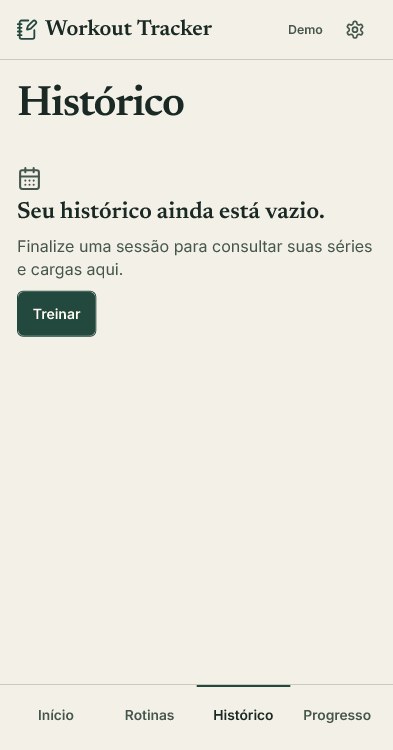 Workout Tracker
Demo
Histórico
Seu histórico ainda está vazio.
Finalize uma sessão para consultar suas séries
e cargas aqui.
Treinar
Início
Rotinas
Histórico
Progresso